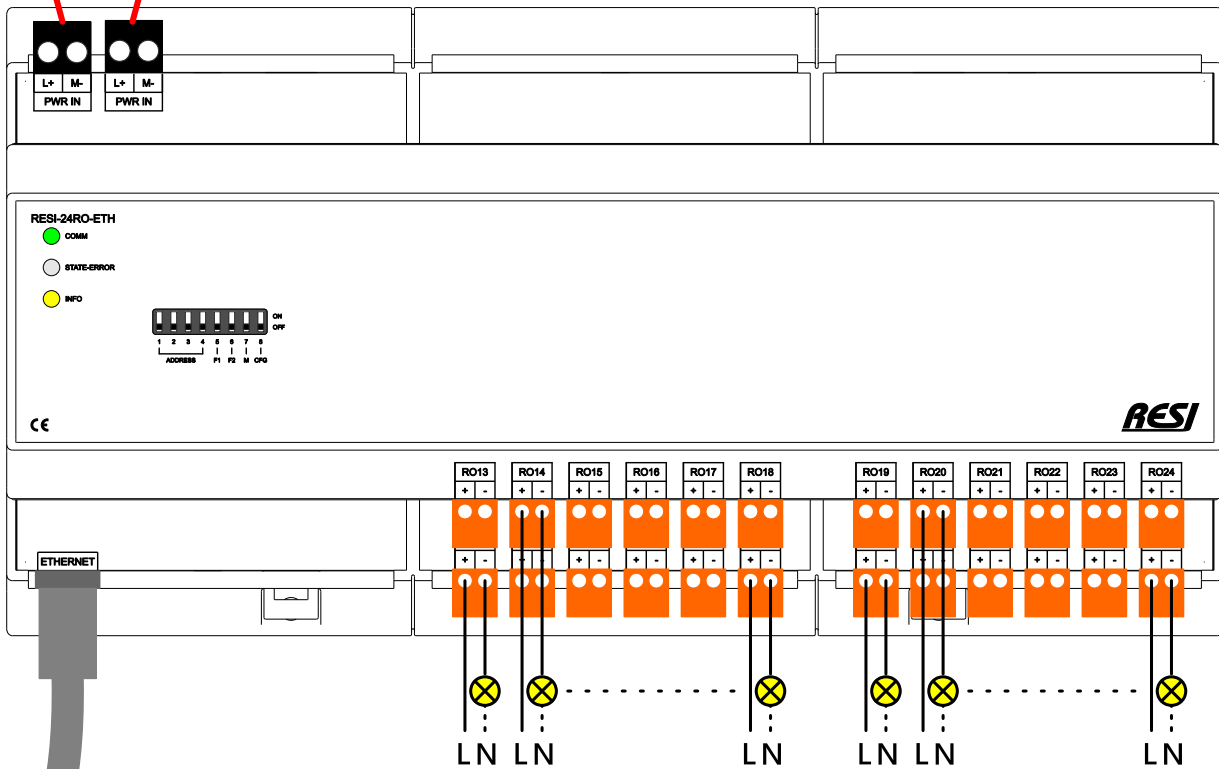 L+ M- L+ M-
PWR IN PWR IN
RESI-24RO-ETH
COMM
STATE-ERROR
INFO
ON
OFF
1 2 3 4 5 6 7 8
ADDRESS F1 F2 M CFG
CE
RESI
RO13 RO14 RO15 RO16 RO17 RO18 RO19 RO20 RO21 RO22 RO23 RO24
+ - + - + - + - + - + - + - + - + - + - + - + -
ETHERNET
+ - + - + - + - + - + - + - + - + - + - + - + -
L N L N L N L N L N L N